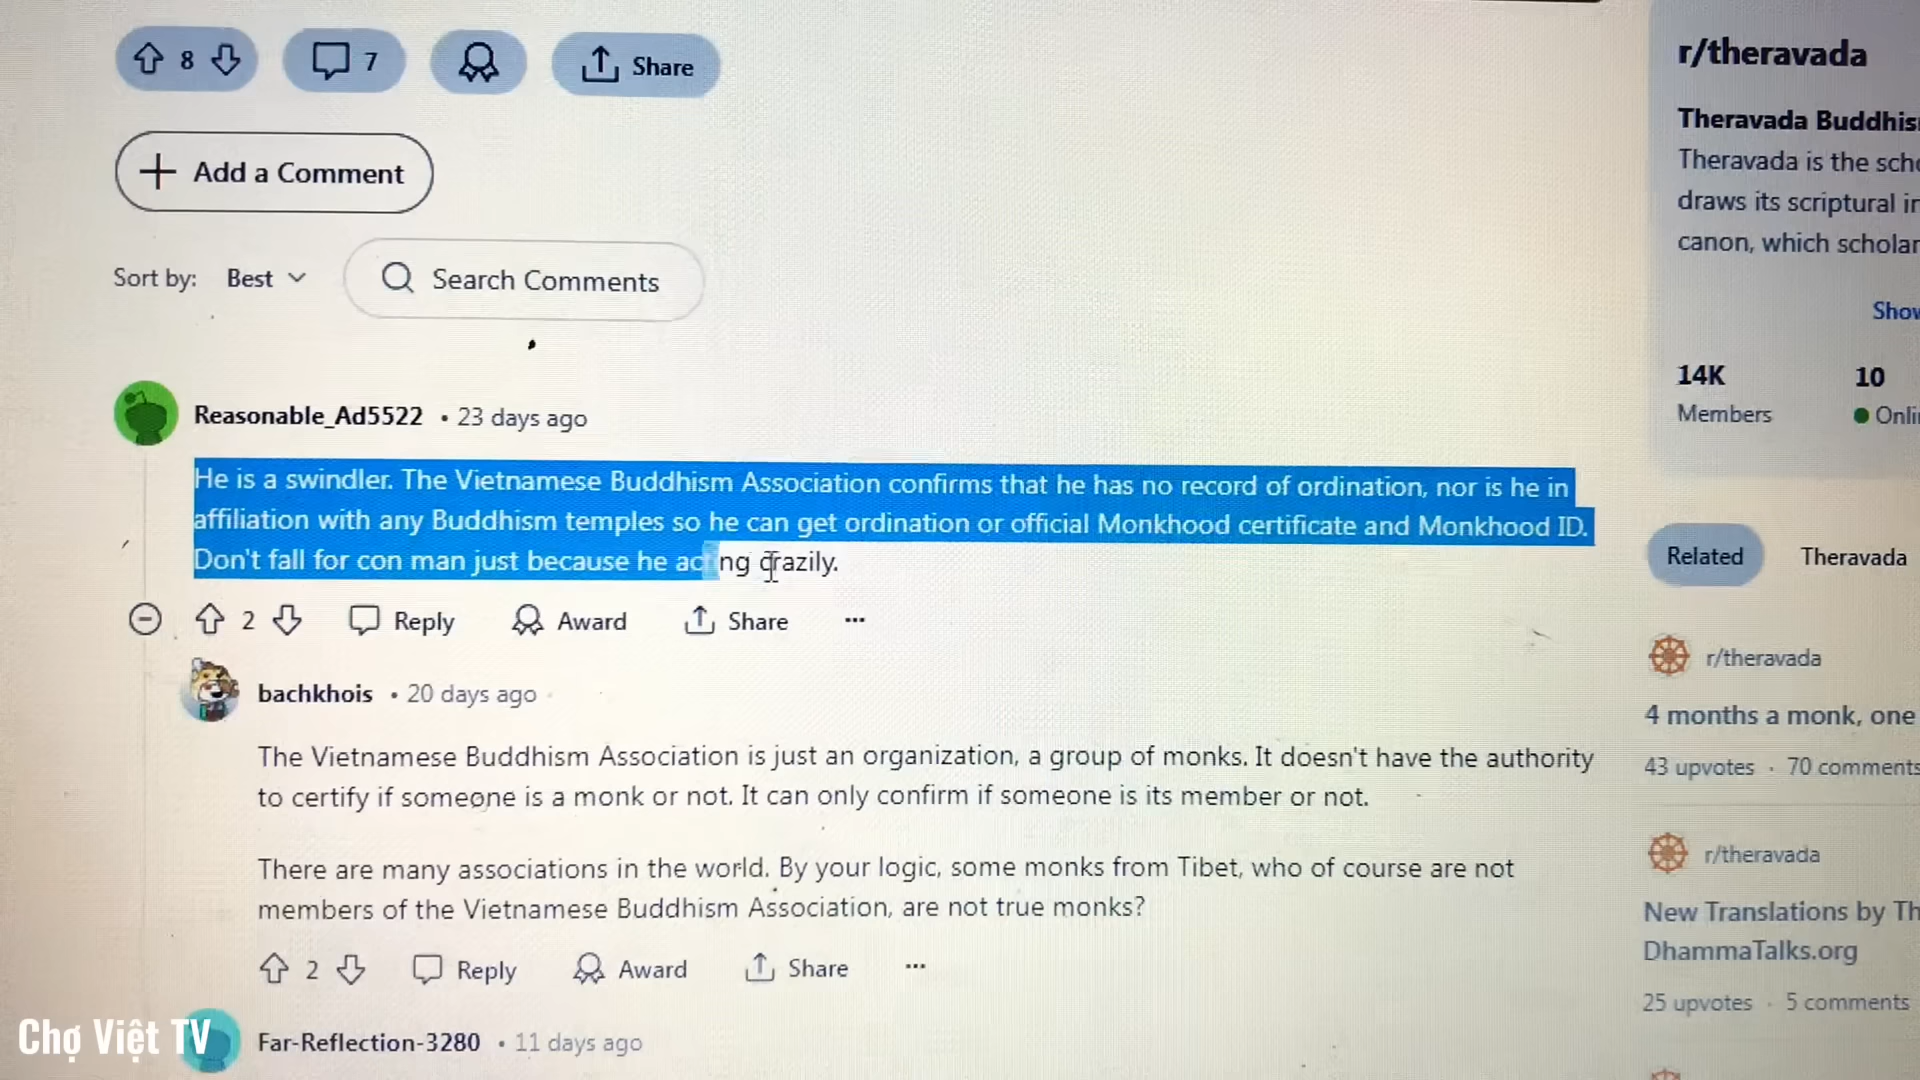 8
7
Share
Add a Comment
Sort by: Best
Search Comments
Reasonable_Ad5522 • 23 days ago
He is a swindler. The Vietnamese Buddhism Association confirms that he has no record of ordination, nor is he in
affiliation with any Buddhism temples so he can get ordination or official Monkhood certificate and Monkhood ID.
Don't fall for con man just because he acting crazily.
2 Reply Award Share ...
bachkhois • 20 days ago
The Vietnamese Buddhism Association is just an organization, a group of monks. It doesn't have the authority
to certify if someone is a monk or not. It can only confirm if someone is its member or not.
There are many associations in the world. By your logic, some monks from Tibet, who of course are not
members of the Vietnamese Buddhism Association, are not true monks?
2 Reply Award Share ...
Far-Reflection-3280 • 11 days ago
Chợ Việt TV
r/theravada
Theravada
Theravada is the
draws its scriptural
canon, which
14K 10
Members
Related Theravada
r/theravada
4 months a monk, one
43 upvotes · 70 comments
r/theravada
New Translations by
DhammaTalks.org
25 upvotes · 5 comments